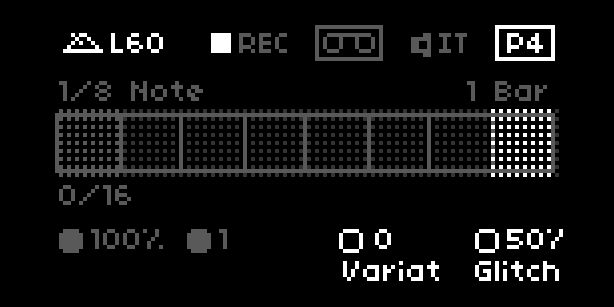 L60 REC IT P4
1/8 Note 1 Bar
0/16
100% 1 0 50%
Variat Glitch